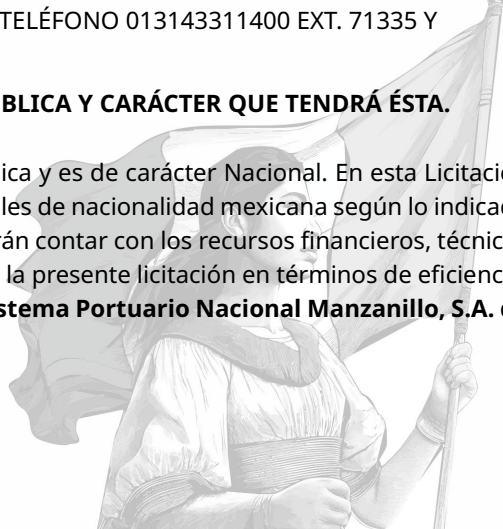 TELÉFONO 013143311400 EXT. 71335 Y
BLICA Y CARÁCTER QUE TENDRÁ ÉSTA.
ica y es de carácter Nacional. En esta Licitaci
les de nacionalidad mexicana según lo indica
rán contar con los recursos financieros, técnic
la presente licitación en términos de eficienc
stema Portuario Nacional Manzanillo, S.A.